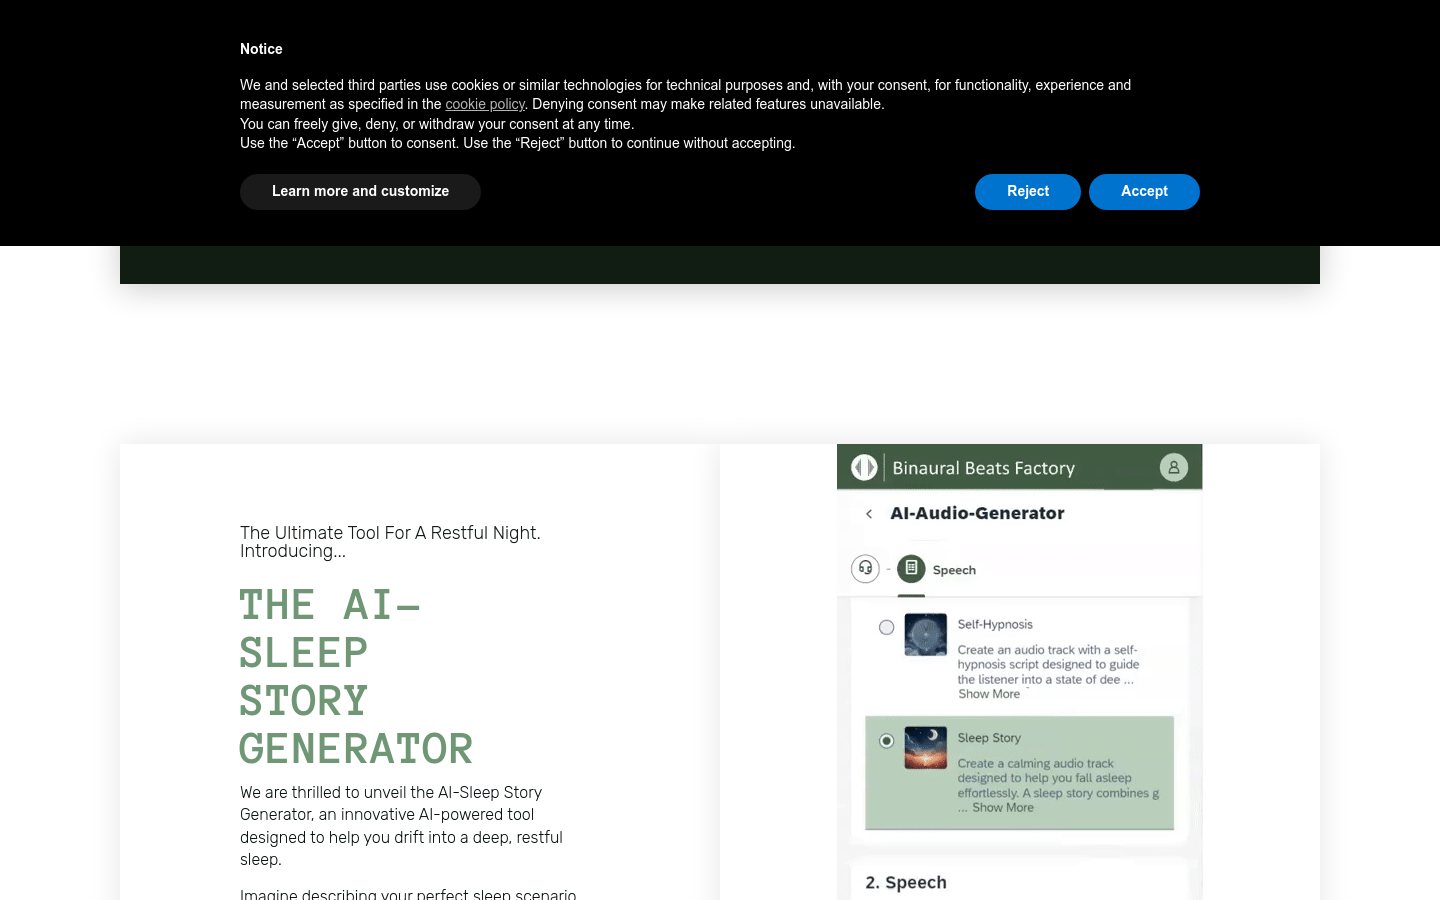 Notice
We and selected third parties use cookies or similar technologies for technical purposes and, with your consent, for functionality, experience and
measurement as specified in the cookie policy. Denying consent may make related features unavailable.
You can freely give, deny, or withdraw your consent at any time.
Use the “Accept” button to consent. Use the “Reject” button to continue without accepting.
Learn more and customize
Reject
Accept
The Ultimate Tool For A Restful Night.
Introducing...
THE AI-
SLEEP
STORY
GENERATOR
We are thrilled to unveil the AI-Sleep Story
Generator, an innovative AI-powered tool
designed to help you drift into a deep, restful
sleep.
Imagine describing your perfect sleep scenario
Binaural Beats Factory
AI-Audio-Generator
Speech
Self-Hypnosis
Create an audio track with a self-
hypnosis script designed to guide
the listener into a state of dee ...
Show More
Sleep Story
Create a calming audio track
designed to help you fall asleep
effortlessly. A sleep story combines g
... Show More
2. Speech